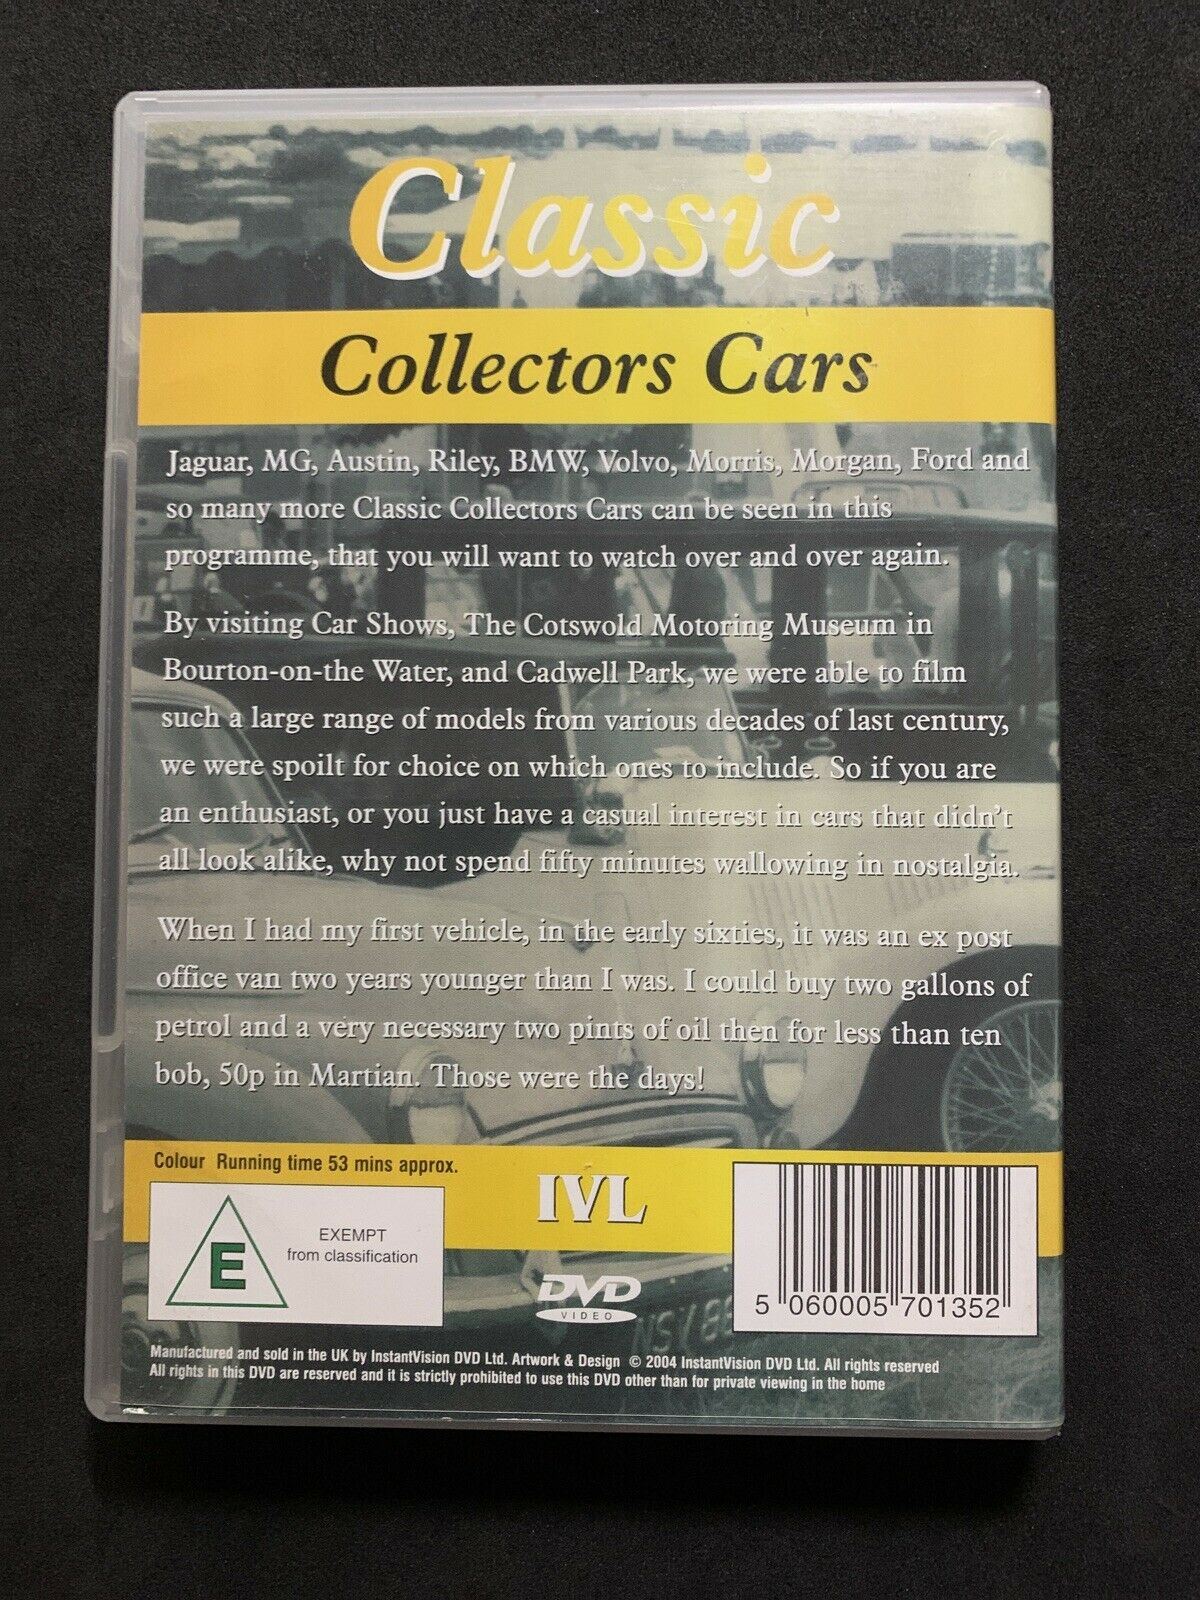 Classic
Collectors Cars
Jaguar, MG, Austin, Riley, BMW, Volvo, Morris, Morgan, Ford and
so many more Classic Collectors Cars can be seen in this
programme, that you will want to watch over and over again.
By visiting Car Shows, The Cotswold Motoring Museum in
Bourton-on-the Water, and Cadwell Park, we were able to film
such a large range of models from various decades of last century,
we were spoilt for choice on which ones to include. So if you are
an enthusiast, or you just have a casual interest in cars that didn't
all look alike, why not spend fifty minutes wallowing in nostalgia.
When I had my first vehicle, in the early sixties, it was an ex post
office van two years younger than I was. I could buy two gallons of
petrol and a very necessary two pints of oil then for less than ten
bob, 50p in Martian. Those were the days!
Colour Running time 53 mins approx.
E
EXEMPT
from classification
IVL
DVD
VIDEO
5 060005 701352
Manufactured and sold in the UK by InstantVision DVD Ltd. Artwork & Design © 2004 InstantVision DVD Ltd. All rights reserved
All rights in this DVD are reserved and it is strictly prohibited to use this DVD other than for private viewing in the home